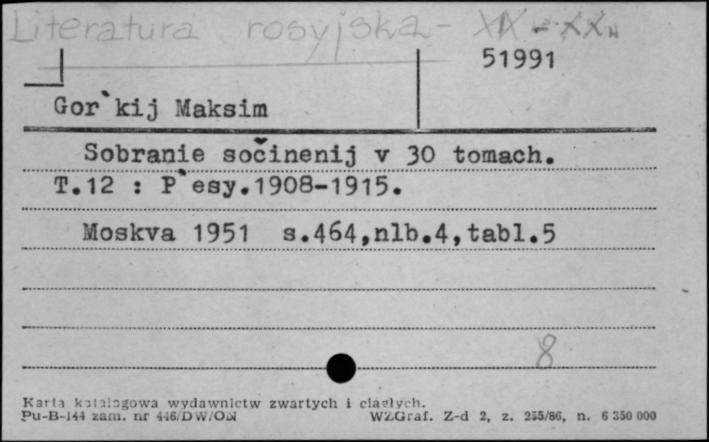 Literatura rosyjska - XIX - XX w
51991
Gor`kij Maksim
Sobranie sočinenij v 30 tomach.
T.12 : P`esy.1908-1915.
Moskva 1951 s.464,nlb.4,tabl.5
8
Karta katalogowa wydawnictw zwartych i ciągłych.
Pu-B-144 zam. nr 446/DW/ON WZGraf. Z-d 2, z. 255/86, n. 6 350 000